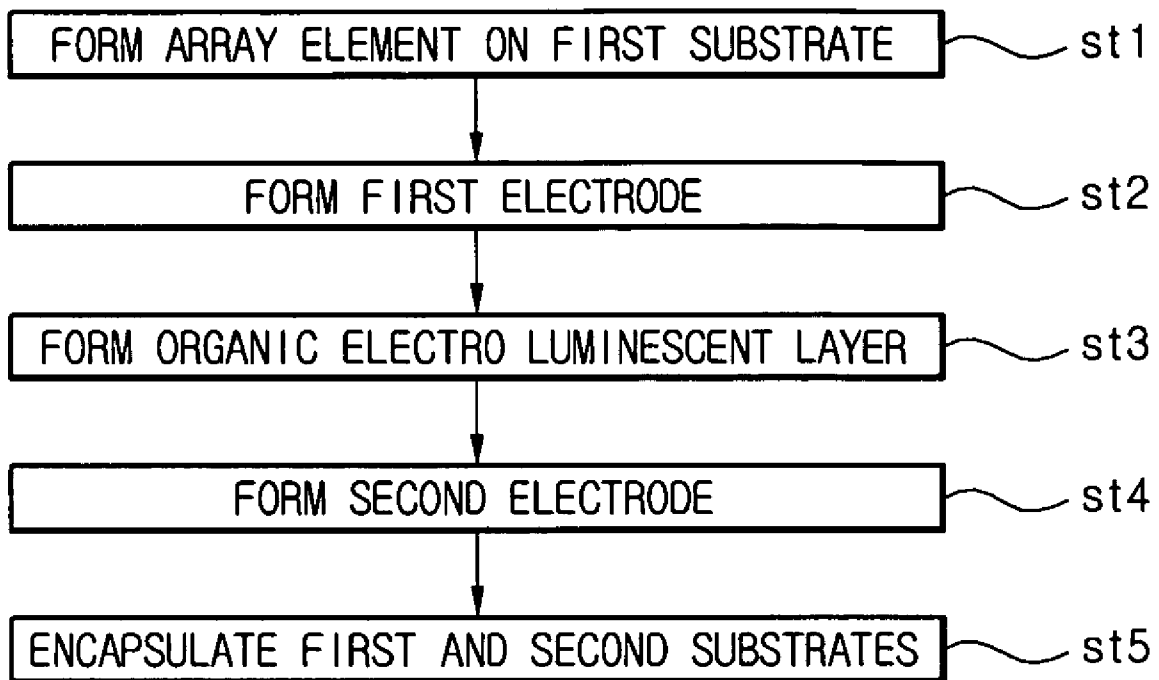 FORM ARRAY ELEMENT ON FIRST SUBSTRATE st1
FORM FIRST ELECTRODE st2
FORM ORGANIC ELECTRO LUMINESCENT LAYER st3
FORM SECOND ELECTRODE st4
ENCAPSULATE FIRST AND SECOND SUBSTRATES st5